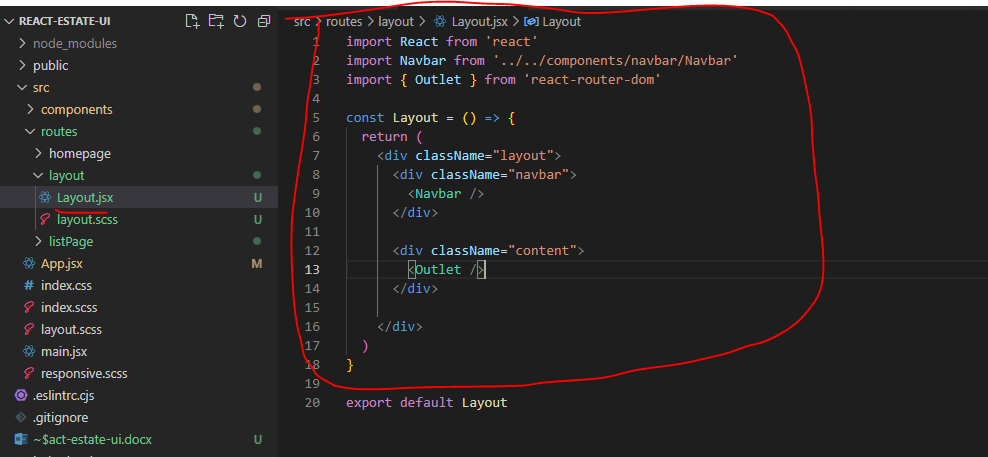 REACT-ESTATE-UI
node_modules
public
src
components
routes
homepage
layout
Layout.jsx U
layout.scss U
listPage
App.jsx M
index.css
index.scss
layout.scss
main.jsx
responsive.scss
.eslintrc.cjs
.gitignore
~$act-estate-ui.docx U
src > routes > layout > Layout.jsx > Layout
1 import React from 'react'
2 import Navbar from '../../components/navbar/Navbar'
3 import { Outlet } from 'react-router-dom'
4
5 const Layout = () => {
6 return (
7 <div className="layout">
8 <div className="navbar">
9 <Navbar />
10 </div>
11
12 <div className="content">
13 <Outlet />
14 </div>
15
16 </div>
17 )
18 }
19
20 export default Layout